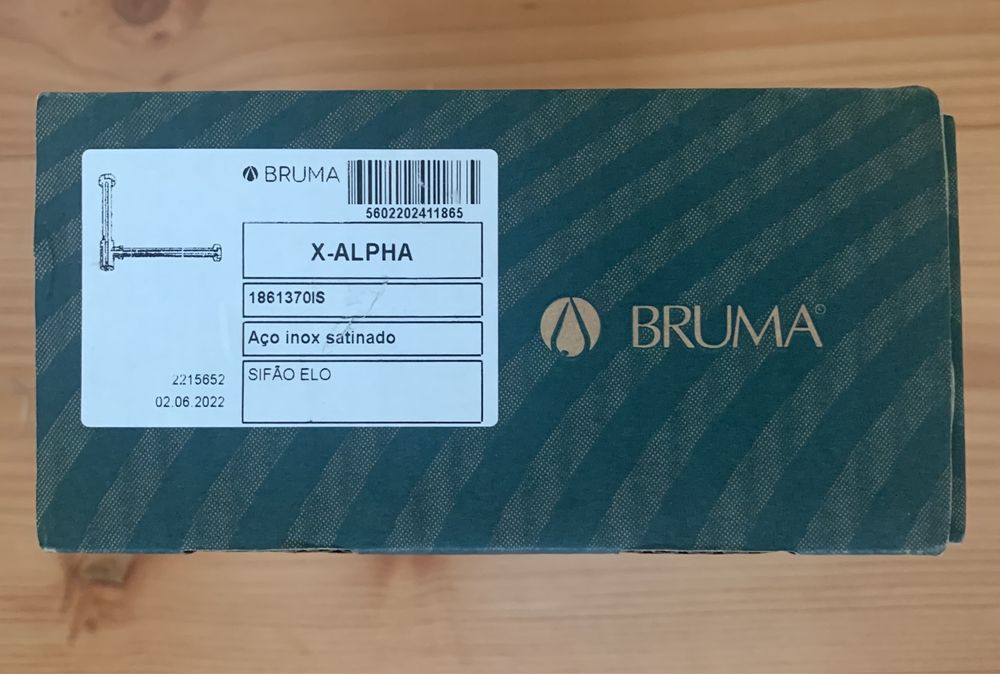 BRUMA
5602202411865
X-ALPHA
1861370IS
Aço inox satinado
SIFÃO ELO
2215652
02.06.2022
BRUMA®